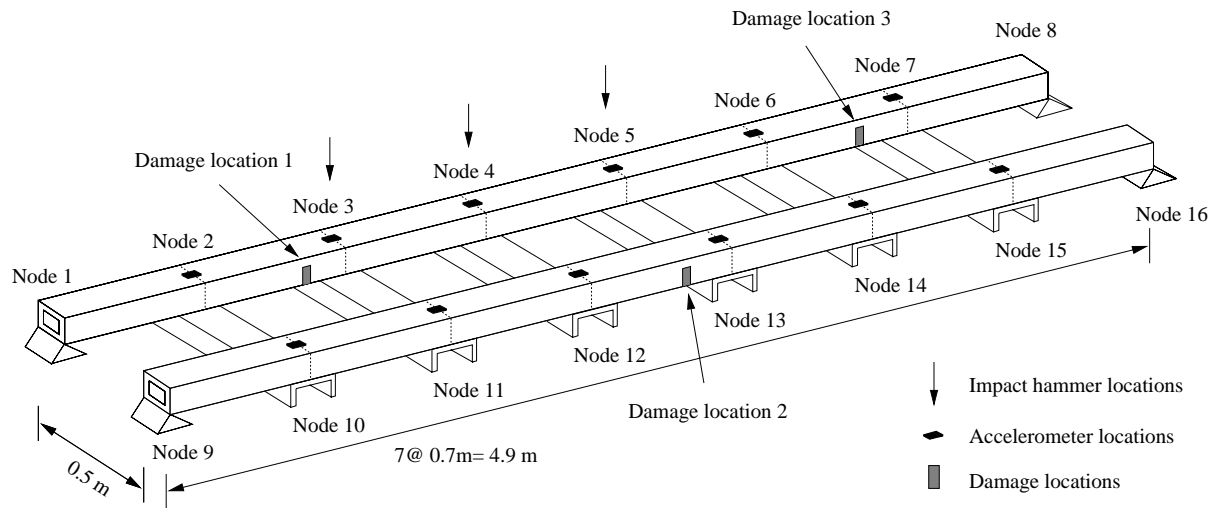 Damage location 3
Node 8
Node 7
Node 6
Node 5
Damage location 1
Node 4
Node 3
Node 2
Node 1
Node 16
Node 15
Node 14
Node 13
Node 12
Node 11
Damage location 2
Node 10
Node 9
0.5 m
7@ 0.7m= 4.9 m
Impact hammer locations
Accelerometer locations
Damage locations